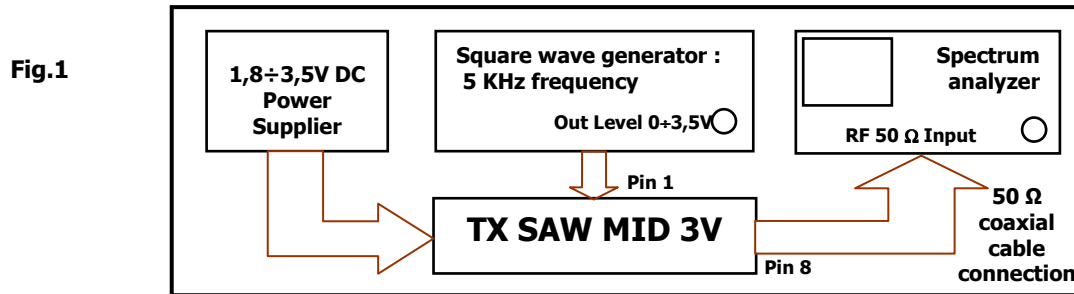 Fig.1
1,8÷3,5V DC
Power
Supplier
Square wave generator :
5 KHz frequency
Out Level 0÷3,5V
Spectrum
analyzer
RF 50 Ω Input
Pin 1
TX SAW MID 3V
Pin 8
50 Ω
coaxial
cable
connection